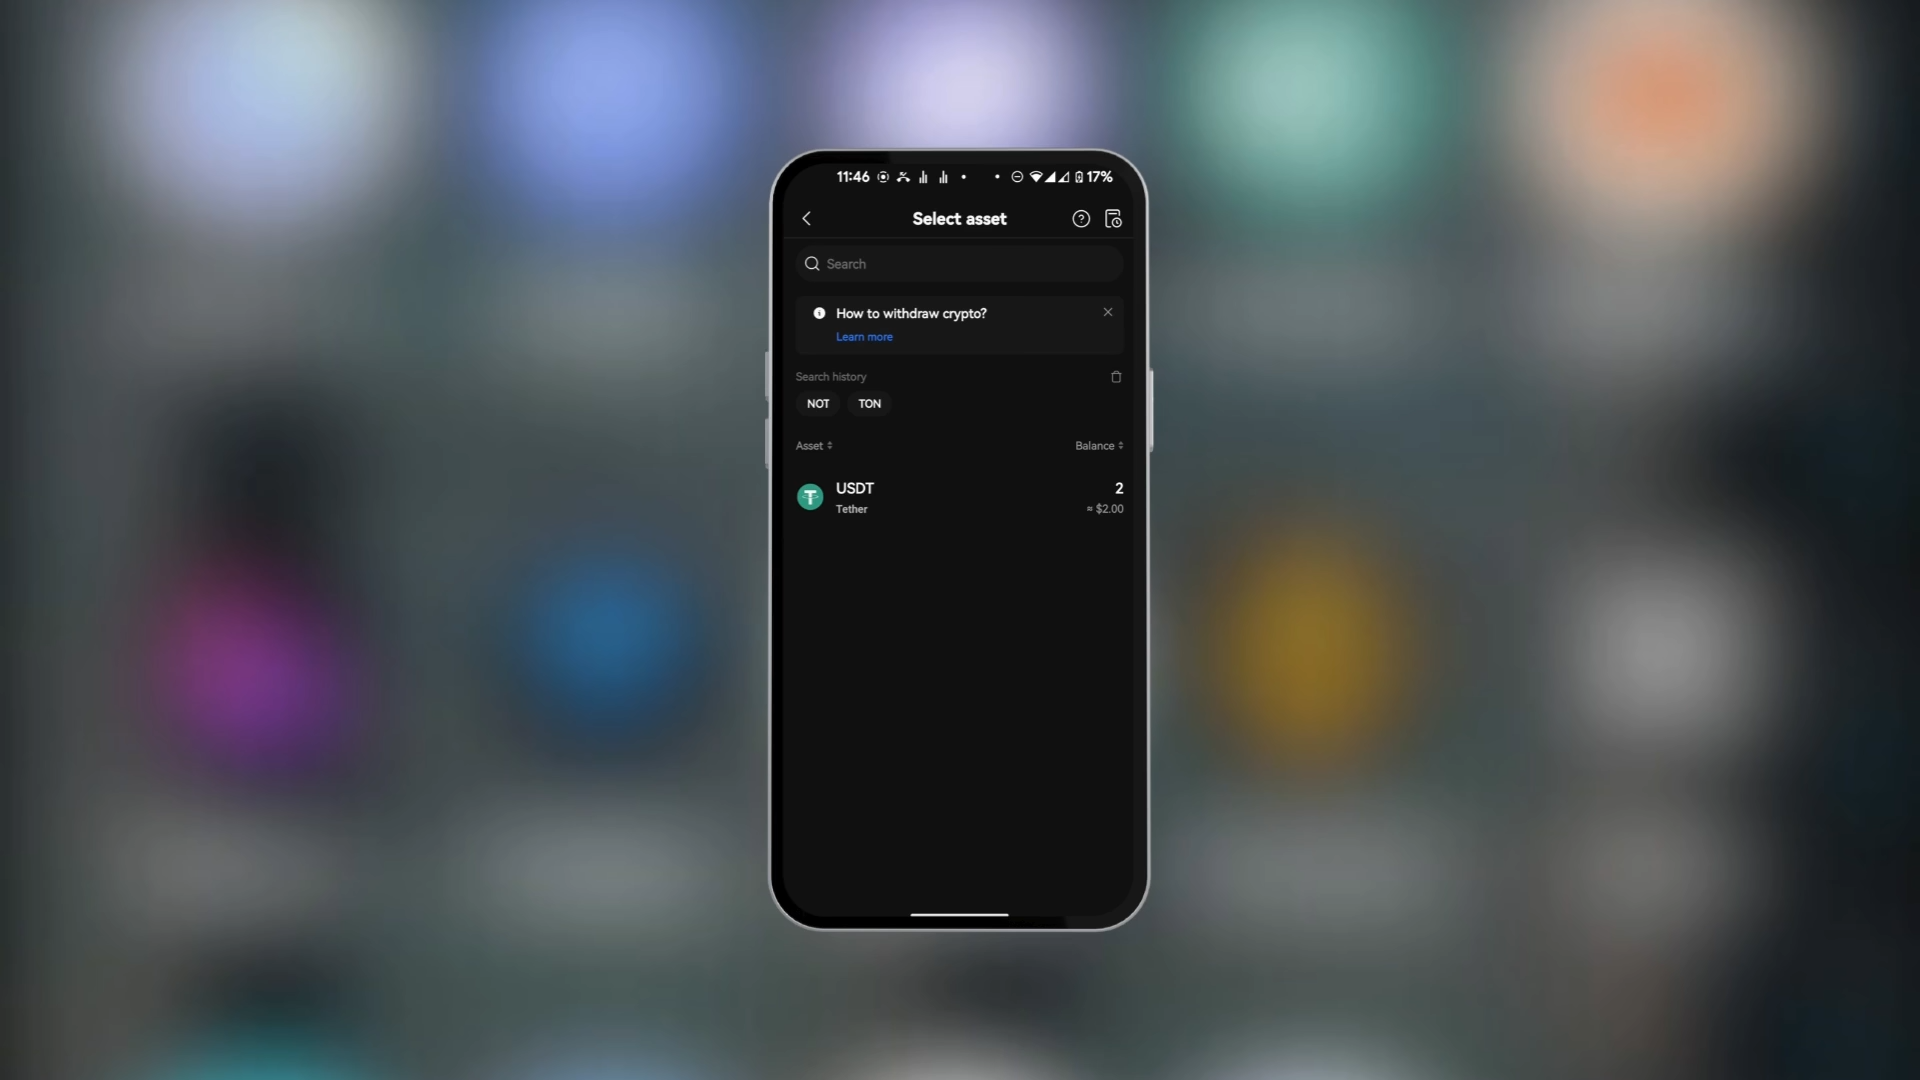 11:46 17%
Select asset
Search
How to withdraw crypto?
Learn more
Search history
NOT TON
Asset Balance
USDT 2
Tether ≈ $2.00